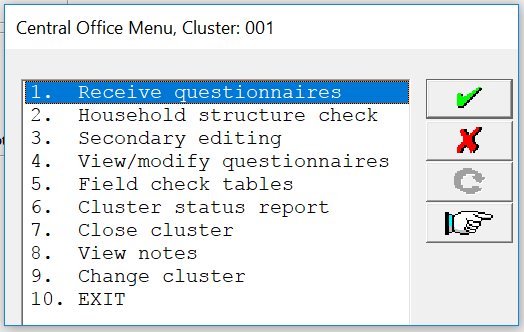 Central Office Menu, Cluster: 001
1. Receive questionnaires
2. Household structure check
3. Secondary editing
4. View/modify questionnaires
5. Field check tables
6. Cluster status report
7. Close cluster
8. View notes
9. Change cluster
10. EXIT